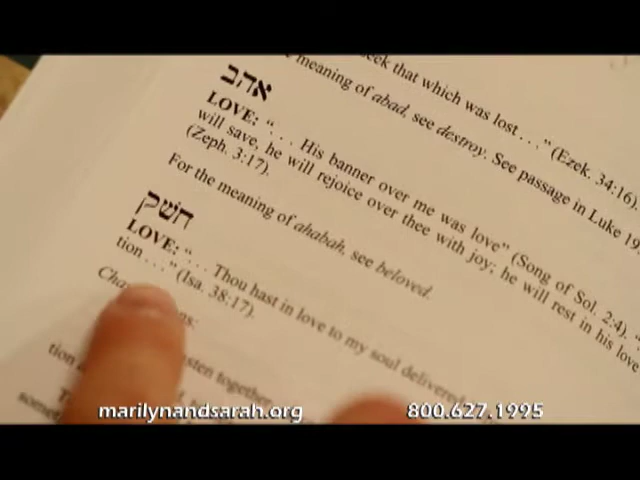 seek that which was lost . . ." (Ezek. 34:16).
meaning of abad, see destroy. See passage in Luke 19
אהב
LOVE: ". . . His banner over me was love" (Song of Sol. 2:4). "
will save, he will rejoice over thee with joy; he will rest in his love
(Zeph. 3:17).
For the meaning of ahabah, see beloved.
חשק
LOVE: ". . . Thou hast in love to my soul delivered
tion . . ." (Isa. 38:17).
together
marilynandsarah.org
800.627.1995